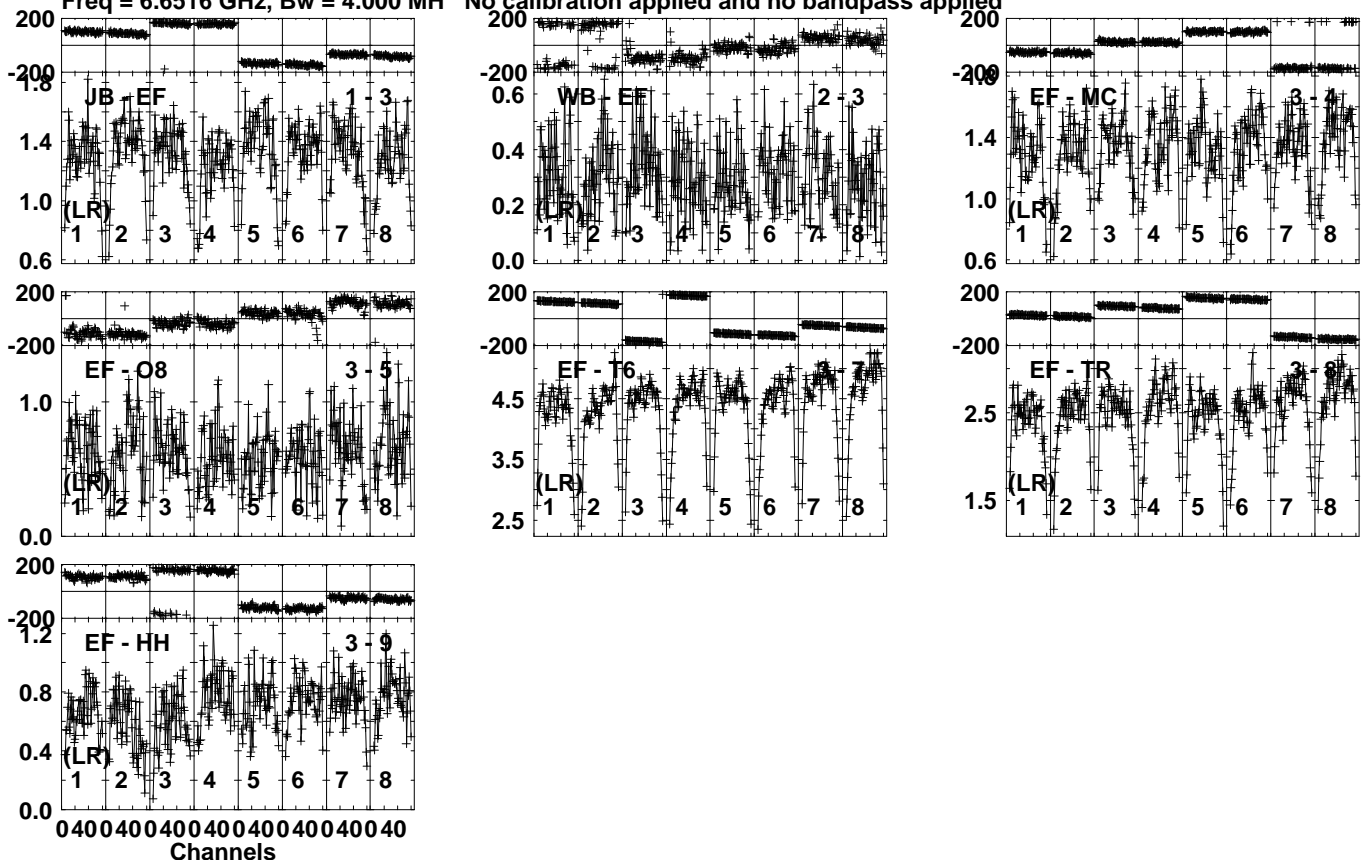 Freq = 6.6516 GHz, Bw = 4.000 MH No calibration applied and no bandpass applied
200
-200
1.8
1.4
1.0
0.6
JB - EF
1 - 3
(LR)
1 2 3 4 5 6 7 8
200
-200
0.6
0.4
0.2
0.0
WB - EF
2 - 3
(LR)
1 2 3 4 5 6 7 8
200
-200
1.8
1.4
1.0
0.6
EF - MC
3 - 4
(LR)
1 2 3 4 5 6 7 8
200
-200
1.0
0.0
EF - O8
3 - 5
(LR)
1 2 3 4 5 6 7 8
200
-200
4.5
3.5
2.5
EF - T6
3 - 7
(LR)
1 2 3 4 5 6 7 8
200
-200
2.5
1.5
EF - TR
3 - 8
(LR)
1 2 3 4 5 6 7 8
200
-200
1.2
0.8
0.4
0.0
EF - HH
3 - 9
(LR)
1 2 3 4 5 6 7 8
0 40 0 40 0 40 0 40 0 40 0 40 0 40 0 40
Channels